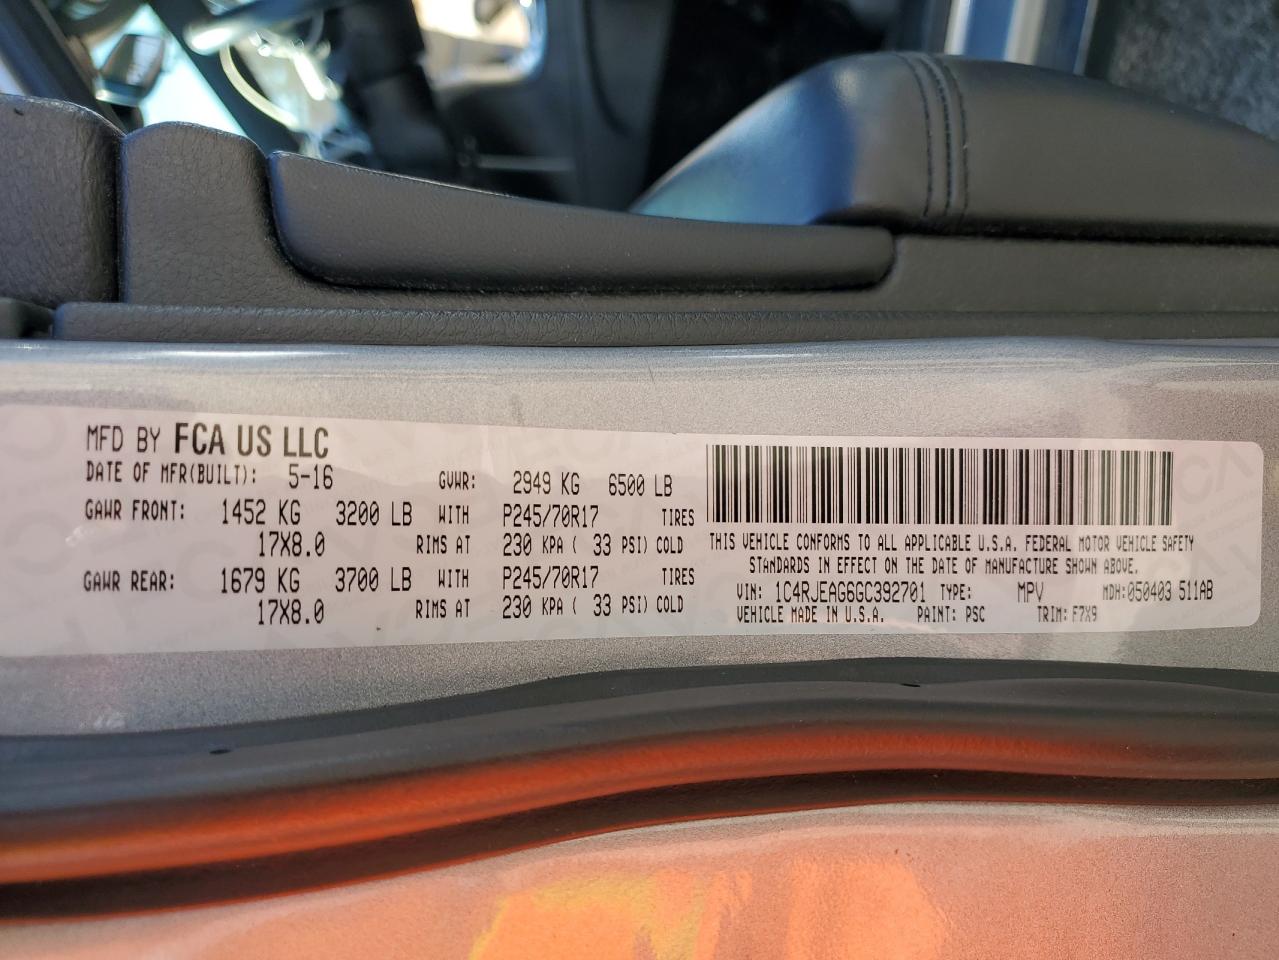 MFD BY FCA US LLC
DATE OF MFR(BUILT): 5-16 GVWR: 2949 KG 6500 LB
GAWR FRONT: 1452 KG 3200 LB WITH P245/70R17 TIRES
17X8.0 RIMS AT 230 KPA ( 33 PSI) COLD
GAWR REAR: 1679 KG 3700 LB WITH P245/70R17 TIRES
17X8.0 RIMS AT 230 KPA ( 33 PSI) COLD
THIS VEHICLE CONFORMS TO ALL APPLICABLE U.S.A. FEDERAL MOTOR VEHICLE SAFETY
STANDARDS IN EFFECT ON THE DATE OF MANUFACTURE SHOWN ABOVE.
VIN: 1C4RJEAG6GC392701 TYPE: MPV MDH: 050403 511AB
VEHICLE MADE IN U.S.A. PAINT: PSC TRIM: F7X9